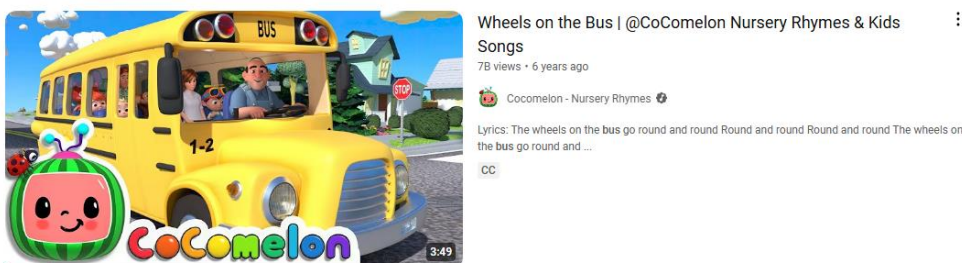 BUS
STOP
1-2
CoComelon
3:49
Wheels on the Bus | @CoComelon Nursery Rhymes & Kids
Songs
7B views • 6 years ago
Cocomelon - Nursery Rhymes
Lyrics: The wheels on the bus go round and round Round and round Round and round The wheels on
the bus go round and ...
CC